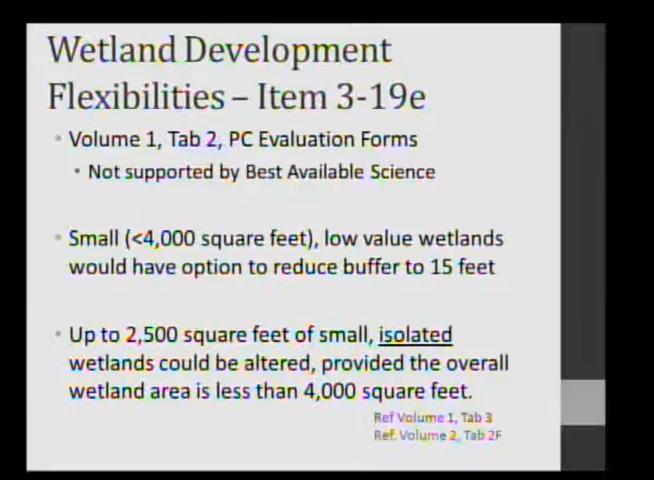 Wetland Development
Flexibilities – Item 3-19e
• Volume 1, Tab 2, PC Evaluation Forms
• Not supported by Best Available Science
• Small (<4,000 square feet), low value wetlands
would have option to reduce buffer to 15 feet
• Up to 2,500 square feet of small, isolated
wetlands could be altered, provided the overall
wetland area is less than 4,000 square feet.
Ref Volume 1, Tab 3
Ref. Volume 2, Tab 2F